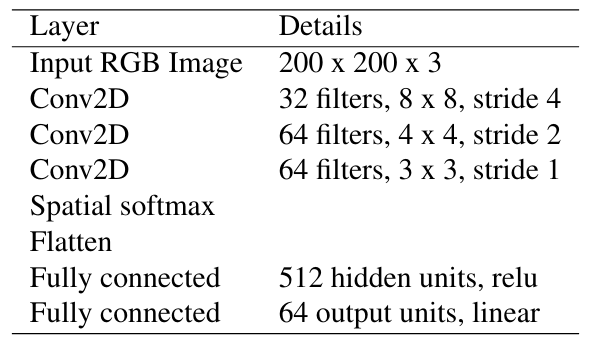 Layer Details
Input RGB Image 200 x 200 x 3
Conv2D 32 filters, 8 x 8, stride 4
Conv2D 64 filters, 4 x 4, stride 2
Conv2D 64 filters, 3 x 3, stride 1
Spatial softmax
Flatten
Fully connected 512 hidden units, relu
Fully connected 64 output units, linear